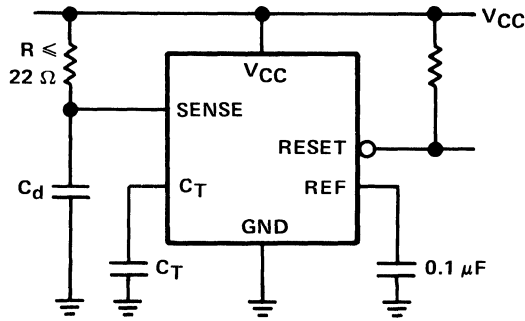 VCC
R ≤
22 Ω
VCC
SENSE
RESET
Cd
CT
REF
GND
CT
0.1 μF